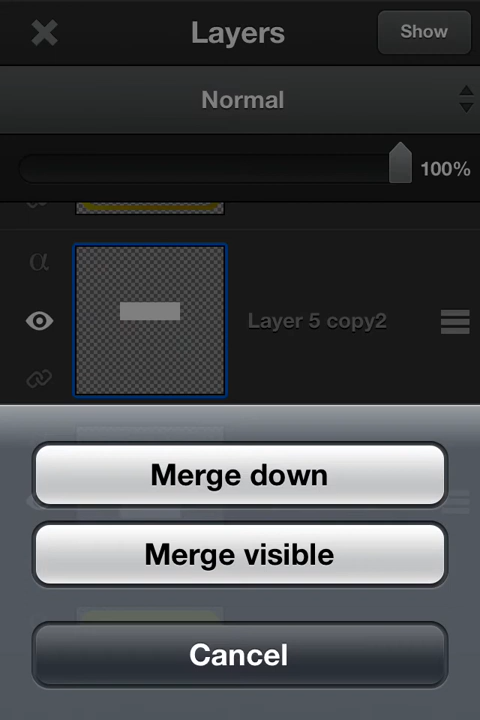 Layers
Show
Normal
100%
α
Layer 5 copy2
Merge down
Merge visible
Cancel